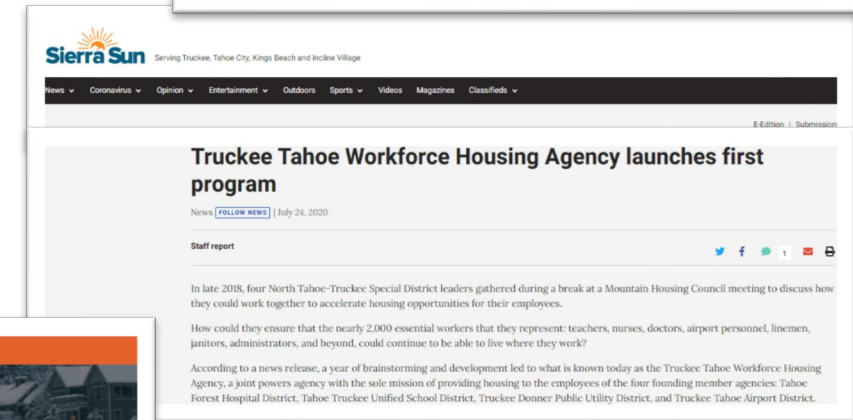 Sierra Sun Serving Truckee, Tahoe City, Kings Beach and Incline Village
News Coronavirus Opinion Entertainment Outdoors Sports Videos Magazines Classifieds
E-Edition | Submission
Truckee Tahoe Workforce Housing Agency launches first
program
News FOLLOW NEWS | July 24, 2020
Staff report
1
In late 2018, four North Tahoe-Truckee Special District leaders gathered during a break at a Mountain Housing Council meeting to discuss how
they could work together to accelerate housing opportunities for their employees.
How could they ensure that the nearly 2,000 essential workers that they represent: teachers, nurses, doctors, airport personnel, linemen,
janitors, administrators, and beyond, could continue to be able to live where they work?
According to a news release, a year of brainstorming and development led to what is known today as the Truckee Tahoe Workforce Housing
Agency, a joint powers agency with the sole mission of providing housing to the employees of the four founding member agencies: Tahoe
Forest Hospital District, Tahoe Truckee Unified School District, Truckee Donner Public Utility District, and Truckee Tahoe Airport District.